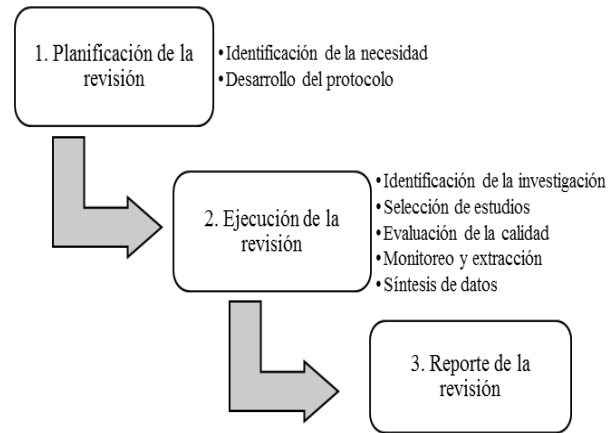 1. Planificación de la
revisión
•Identificación de la necesidad
•Desarrollo del protocolo
2. Ejecución de la
revisión
•Identificación de la investigación
•Selección de estudios
•Evaluación de la calidad
•Monitoreo y extracción
•Síntesis de datos
3. Reporte de la
revisión